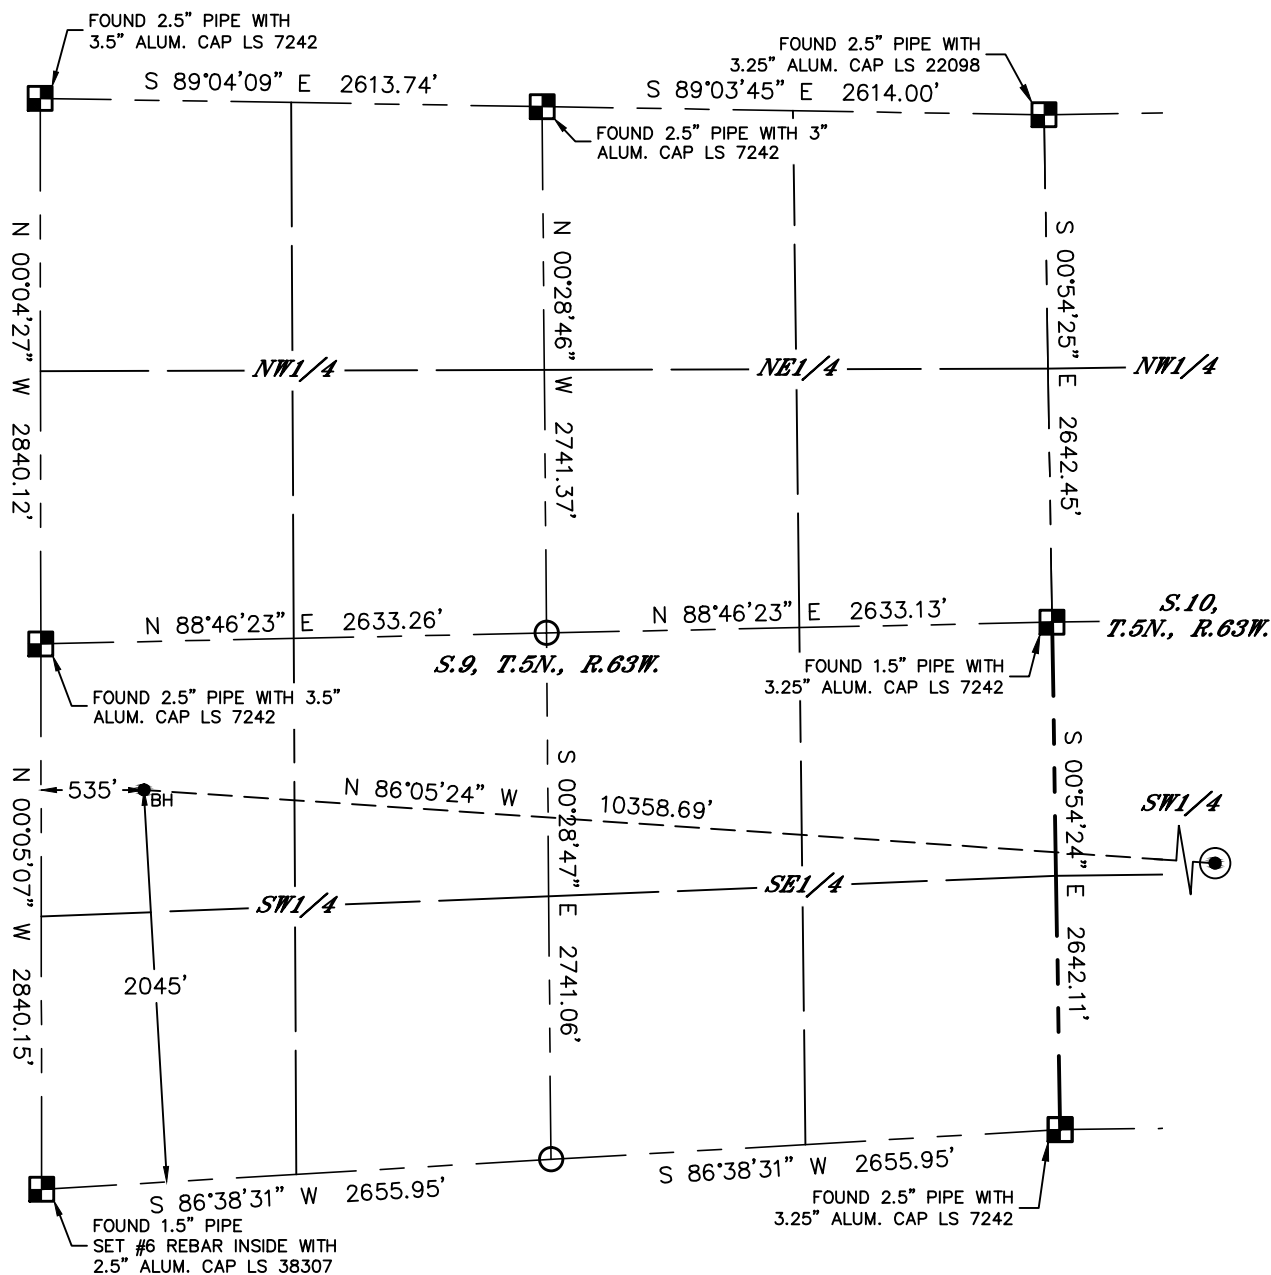 FOUND 2.5" PIPE WITH
3.5" ALUM. CAP LS 7242
FOUND 2.5" PIPE WITH
3.25" ALUM. CAP LS 22098
S 89°04'09" E 2613.74'
S 89°03'45" E 2614.00'
FOUND 2.5" PIPE WITH 3"
ALUM. CAP LS 7242
N 00°04'27" W 2840.12'
N 00°28'46" W 2741.37'
S 00°54'25" E 2642.45'
NW1/4
NE1/4
NW1/4
N 88°46'23" E 2633.26'
N 88°46'23" E 2633.13'
S.10,
T.5N., R.63W.
S.9, T.5N., R.63W.
FOUND 1.5" PIPE WITH
3.25" ALUM. CAP LS 7242
FOUND 2.5" PIPE WITH 3.5"
ALUM. CAP LS 7242
N 00°05'07" W 2840.15'
S 00°28'47" E 2741.06'
S 00°54'24" E 2642.11'
535'
BH
N 86°05'24" W 10358.69'
SW1/4
SW1/4
SE1/4
2045'
S 86°38'31" W 2655.95'
S 86°38'31" W 2655.95'
FOUND 2.5" PIPE WITH
3.25" ALUM. CAP LS 7242
FOUND 1.5" PIPE
SET #6 REBAR INSIDE WITH
2.5" ALUM. CAP LS 38307